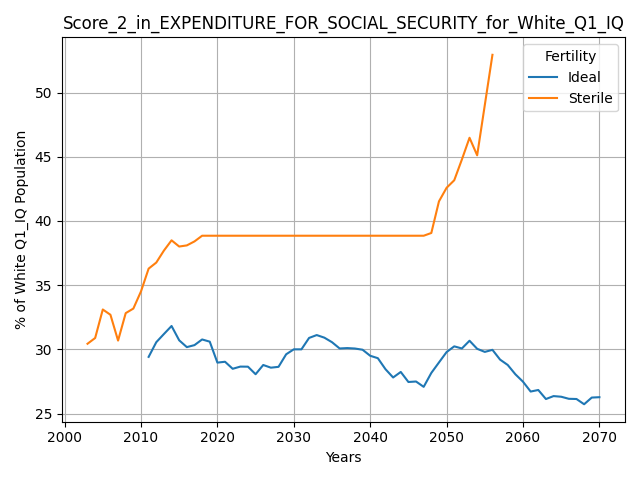 Score_2_in_EXPENDITURE_FOR_SOCIAL_SECURITY_for_White_Q1_IQ
Fertility
Ideal
Sterile
% of White Q1_IQ Population
50
45
40
35
30
25
2000 2010 2020 2030 2040 2050 2060 2070
Years